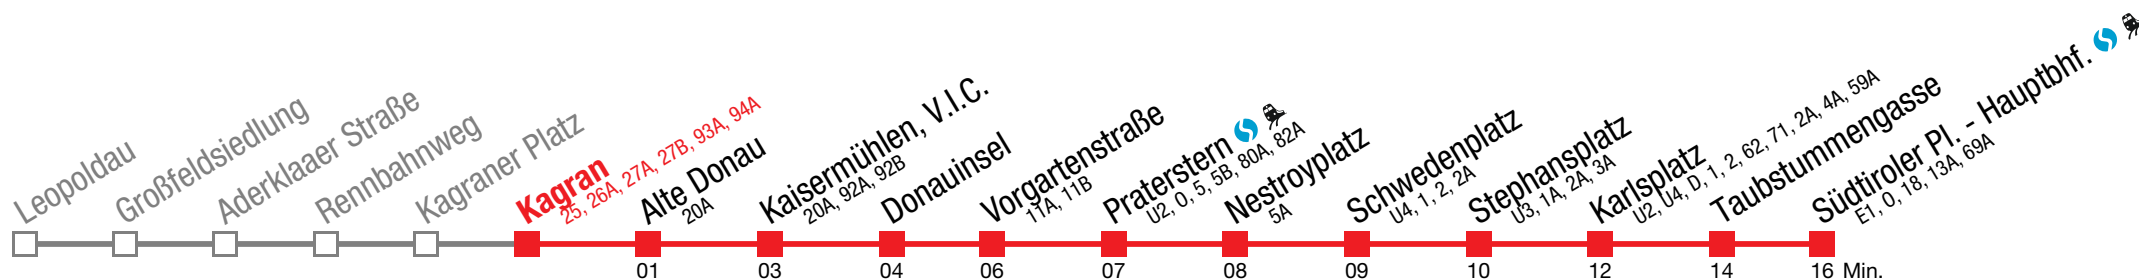 Leopoldau
Großfeldsiedlung
Aderklaaer Straße
Rennbahnweg
Kagraner Platz
Kagran
25, 26A, 27A, 27B, 93A, 94A
Alte Donau
20A
Kaisermühlen, V.I.C.
20A, 92A, 92B
Donauinsel
Vorgartenstraße
11A, 11B
Praterstern
U2, 0, 5, 5B, 80A, 82A
Nestroyplatz
5A
Schwedenplatz
U4, 1, 2, 2A
Stephansplatz
U3, 1A, 2A, 3A
Karlsplatz
U2, U4, D, 1, 2, 62, 71, 2A, 4A, 59A
Taubstummengasse
Südtiroler Pl. - Hauptbhf.
E1, 0, 18, 13A, 69A
01 03 04 06 07 08 09 10 12 14 16 Min.